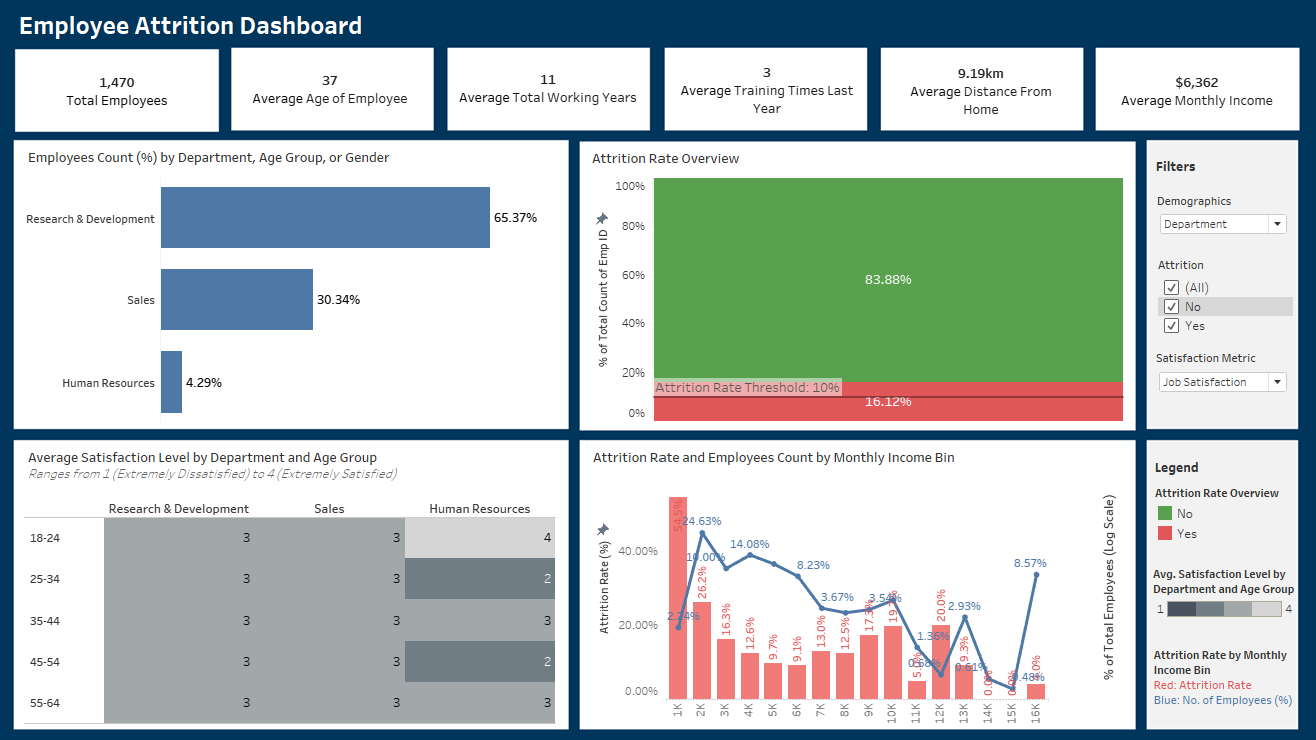 Employee Attrition Dashboard
1,470
Total Employees
37
Average Age of Employee
11
Average Total Working Years
3
Average Training Times Last
Year
9.19km
Average Distance From
Home
$6,362
Average Monthly Income
Employees Count (%) by Department, Age Group, or Gender
Research & Development
65.37%
Sales
30.34%
Human Resources
4.29%
Attrition Rate Overview
% of Total Count of Emp ID
100%
80%
60%
40%
20%
0%
83.88%
Attrition Rate Threshold: 10%
16.12%
Filters
Demographics
Department
Attrition
(All)
No
Yes
Satisfaction Metric
Job Satisfaction
Average Satisfaction Level by Department and Age Group
Ranges from 1 (Extremely Dissatisfied) to 4 (Extremely Satisfied)
Research & Development Sales Human Resources
18-24 3 3 4
25-34 3 3 2
35-44 3 3 3
45-54 3 3 2
55-64 3 3 3
Attrition Rate and Employees Count by Monthly Income Bin
Attrition Rate (%)
40.00%
20.00%
0.00%
54.5%
26.2%
16.3%
12.6%
9.7%
9.1%
13.0%
12.5%
17.3%
20.0%
9.3%
0.0%
2.24%
24.63%
10.00%
14.08%
8.23%
3.67%
3.54%
1.36%
0.68%
2.93%
0.61%
0.48%
8.57%
1K 2K 3K 4K 5K 6K 7K 8K 9K 10K 11K 12K 13K 14K 15K 16K
% of Total Employees (Log Scale)
Legend
Attrition Rate Overview
No
Yes
Avg. Satisfaction Level by
Department and Age Group
1 4
Attrition Rate by Monthly
Income Bin
Red: Attrition Rate
Blue: No. of Employees (%)